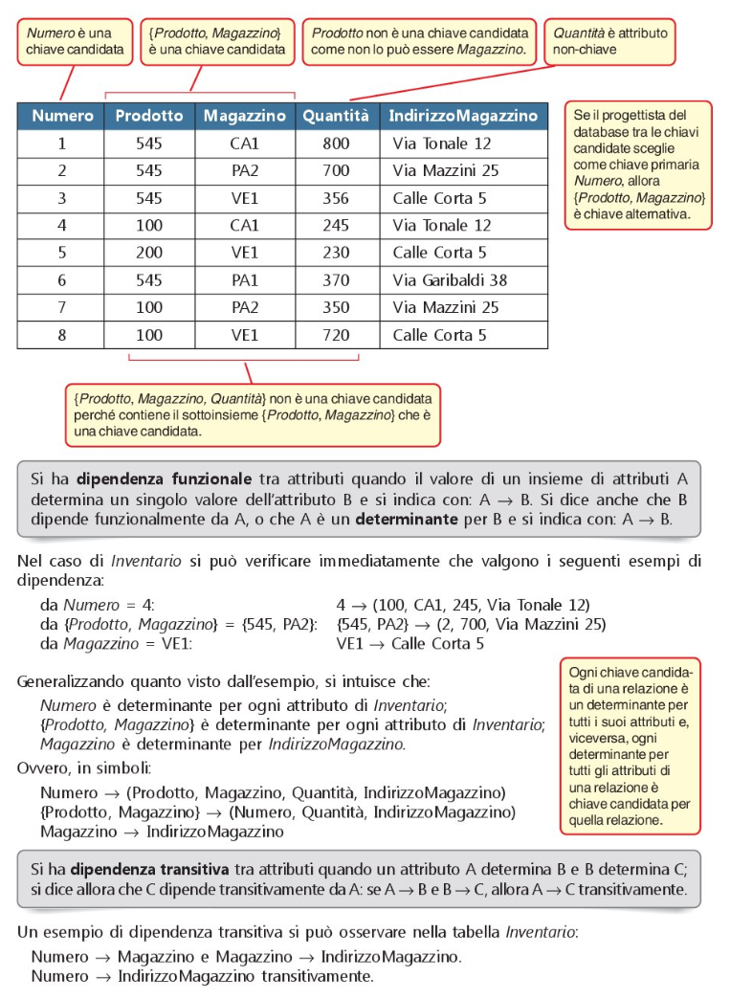 Numero è una
chiave candidata
{Prodotto, Magazzino}
è una chiave candidata
Prodotto non è una chiave candidata
come non lo può essere Magazzino.
Quantità è attributo
non-chiave
Numero Prodotto Magazzino Quantità IndirizzoMagazzino
1 545 CA1 800 Via Tonale 12
2 545 PA2 700 Via Mazzini 25
3 545 VE1 356 Calle Corta 5
4 100 CA1 245 Via Tonale 12
5 200 VE1 230 Calle Corta 5
6 545 PA1 370 Via Garibaldi 38
7 100 PA2 350 Via Mazzini 25
8 100 VE1 720 Calle Corta 5
Se il progettista del
database tra le chiavi
candidate sceglie
come chiave primaria
Numero, allora
{Prodotto, Magazzino}
è chiave alternativa.
{Prodotto, Magazzino, Quantità} non è una chiave candidata
perché contiene il sottoinsieme {Prodotto, Magazzino} che è
una chiave candidata.
Si ha dipendenza funzionale tra attributi quando il valore di un insieme di attributi A
determina un singolo valore dell'attributo B e si indica con: A → B. Si dice anche che B
dipende funzionalmente da A, o che A è un determinante per B e si indica con: A → B.
Nel caso di Inventario si può verificare immediatamente che valgono i seguenti esempi di
dipendenza:
da Numero = 4: 4 → (100, CA1, 245, Via Tonale 12)
da {Prodotto, Magazzino} = {545, PA2}: {545, PA2} → (2, 700, Via Mazzini 25)
da Magazzino = VE1: VE1 → Calle Corta 5
Generalizzando quanto visto dall'esempio, si intuisce che:
Numero è determinante per ogni attributo di Inventario;
{Prodotto, Magazzino} è determinante per ogni attributo di Inventario;
Magazzino è determinante per IndirizzoMagazzino.
Ovvero, in simboli:
Numero → (Prodotto, Magazzino, Quantità, IndirizzoMagazzino)
{Prodotto, Magazzino} → (Numero, Quantità, IndirizzoMagazzino)
Magazzino → IndirizzoMagazzino
Ogni chiave candida-
ta di una relazione è
un determinante per
tutti i suoi attributi e,
viceversa, ogni
determinante per
tutti gli attributi di
una relazione è
chiave candidata per
quella relazione.
Si ha dipendenza transitiva tra attributi quando un attributo A determina B e B determina C;
si dice allora che C dipende transitivamente da A: se A → B e B → C, allora A → C transitivamente.
Un esempio di dipendenza transitiva si può osservare nella tabella Inventario:
Numero → Magazzino e Magazzino → IndirizzoMagazzino.
Numero → IndirizzoMagazzino transitivamente.